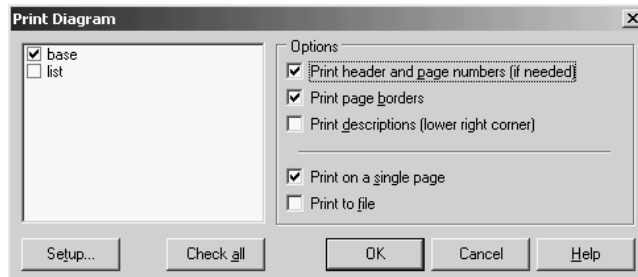 Print Diagram
base
list
Options
Print header and page numbers (if needed)
Print page borders
Print descriptions (lower right corner)
Print on a single page
Print to file
Setup... Check all OK Cancel Help